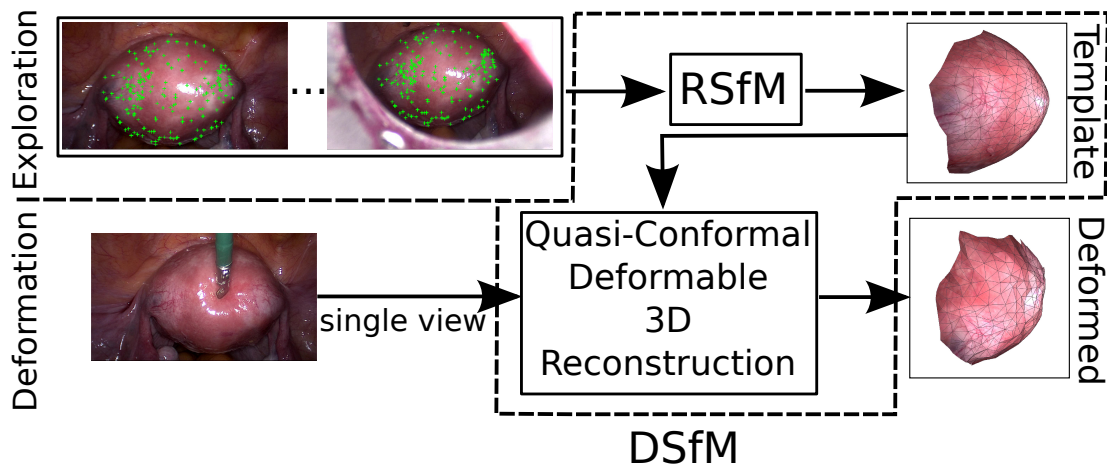 Exploration
...
RSfM
Template
Deformation
single view
Quasi-Conformal
Deformable
3D
Reconstruction
Deformed
DSfM